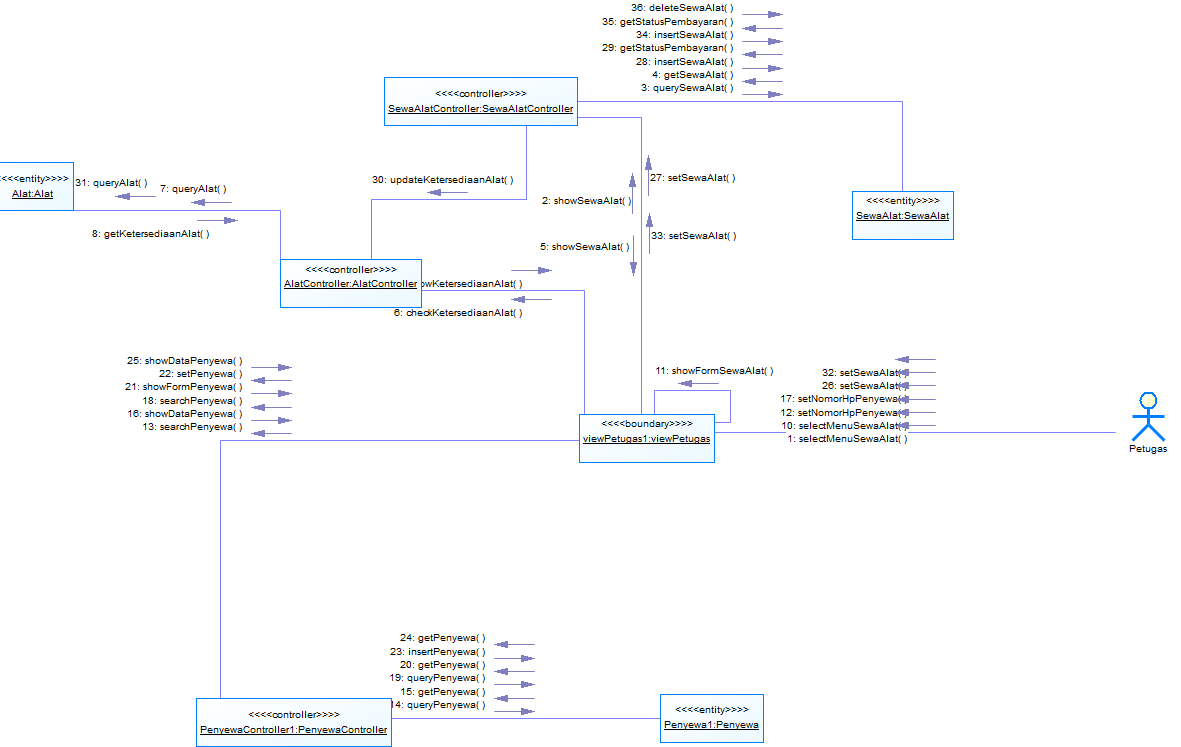 36: deleteSewaAlat( )
35: getStatusPembayaran( )
34: insertSewaAlat( )
29: getStatusPembayaran( )
28: insertSewaAlat( )
4: getSewaAlat( )
3: querySewaAlat( )
<<<<controller>>>>
SewaAlatController:SewaAlatController
<<<entity>>>>
Alat:Alat
31: queryAlat( )
7: queryAlat( )
8: getKetersediaanAlat( )
30: updateKetersediaanAlat( )
27: setSewaAlat( )
2: showSewaAlat( )
33: setSewaAlat( )
5: showSewaAlat( )
<<<<entity>>>>
SewaAlat:SewaAlat
<<<<controller>>>>
AlatController:AlatController
owKetersediaanAlat( )
6: checkKetersediaanAlat( )
25: showDataPenyewa( )
22: setPenyewa( )
21: showFormPenyewa( )
18: searchPenyewa( )
16: showDataPenyewa( )
13: searchPenyewa( )
11: showFormSewaAlat( )
<<<<boundary>>>>
viewPetugas1:viewPetugas
32: setSewaAlat( )
26: setSewaAlat( )
17: setNomorHpPenyewa( )
12: setNomorHpPenyewa( )
10: selectMenuSewaAlat( )
1: selectMenuSewaAlat( )
Petugas
24: getPenyewa( )
23: insertPenyewa( )
20: getPenyewa( )
19: queryPenyewa( )
15: getPenyewa( )
14: queryPenyewa( )
<<<<controller>>>>
PenyewaController1:PenyewaController
<<<<entity>>>>
Penyewa1:Penyewa